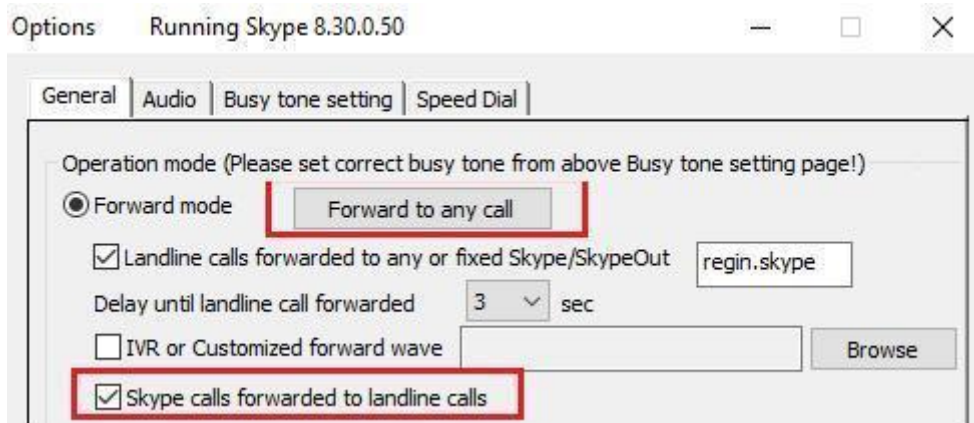 Options Running Skype 8.30.0.50
General Audio Busy tone setting Speed Dial
Operation mode (Please set correct busy tone from above Busy tone setting page!)
Forward mode Forward to any call
Landline calls forwarded to any or fixed Skype/SkypeOut regin.skype
Delay until landline call forwarded 3 sec
IVR or Customized forward wave Browse
Skype calls forwarded to landline calls